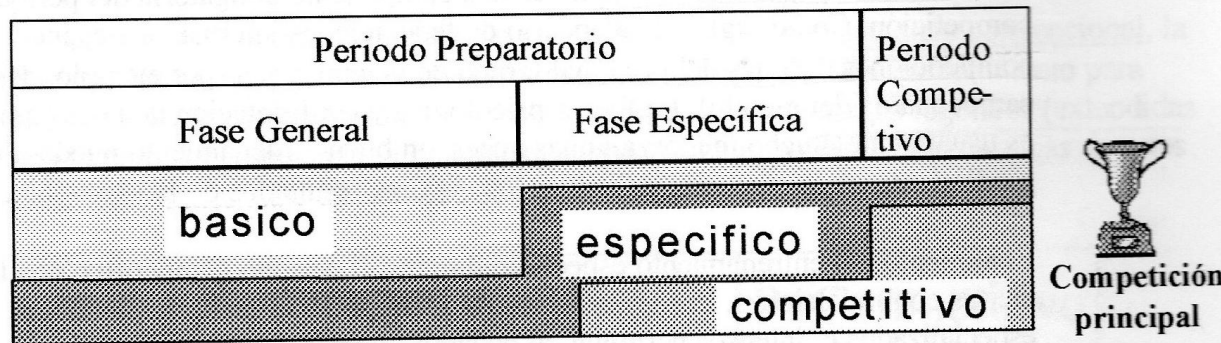 Periodo Preparatorio
Periodo
Compe-
tivo
Fase General
Fase Específica
basico
especifico
competitivo
Competición
principal